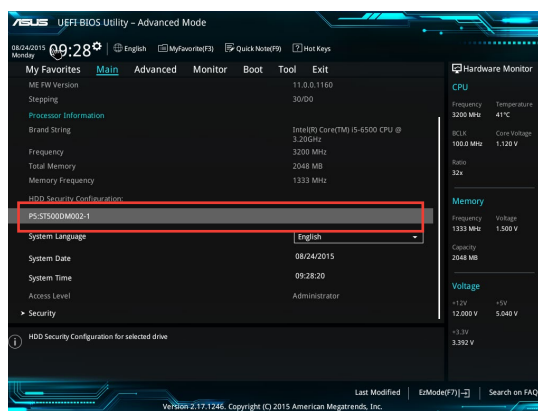 ASUS UEFI BIOS Utility – Advanced Mode
08/24/2015 09:28
Monday
English
MyFavorite(F3)
Quick Note(F9)
Hot Keys
My Favorites Main Advanced Monitor Boot Tool Exit
ME FW Version 11.0.0.1160
Stepping 30/D0
Processor Information
Brand String Intel(R) Core(TM) i5-6500 CPU @
3.20GHz
Frequency 3200 MHz
Total Memory 2048 MB
Memory Frequency 1333 MHz
HDD Security Configuration:
P5:ST500DM002-1
System Language English
System Date 08/24/2015
System Time 09:28:20
Access Level Administrator
> Security
HDD Security Configuration for selected drive
Hardware Monitor
CPU
Frequency Temperature
3200 MHz 41°C
BCLK Core Voltage
100.0 MHz 1.120 V
Ratio
32x
Memory
Frequency Voltage
1333 MHz 1.500 V
Capacity
2048 MB
Voltage
+12V +5V
12.000 V 5.040 V
+3.3V
3.392 V
Last Modified EzMode(F7) Search on FAQ
Version 2.17.1246. Copyright (C) 2015 American Megatrends, Inc.